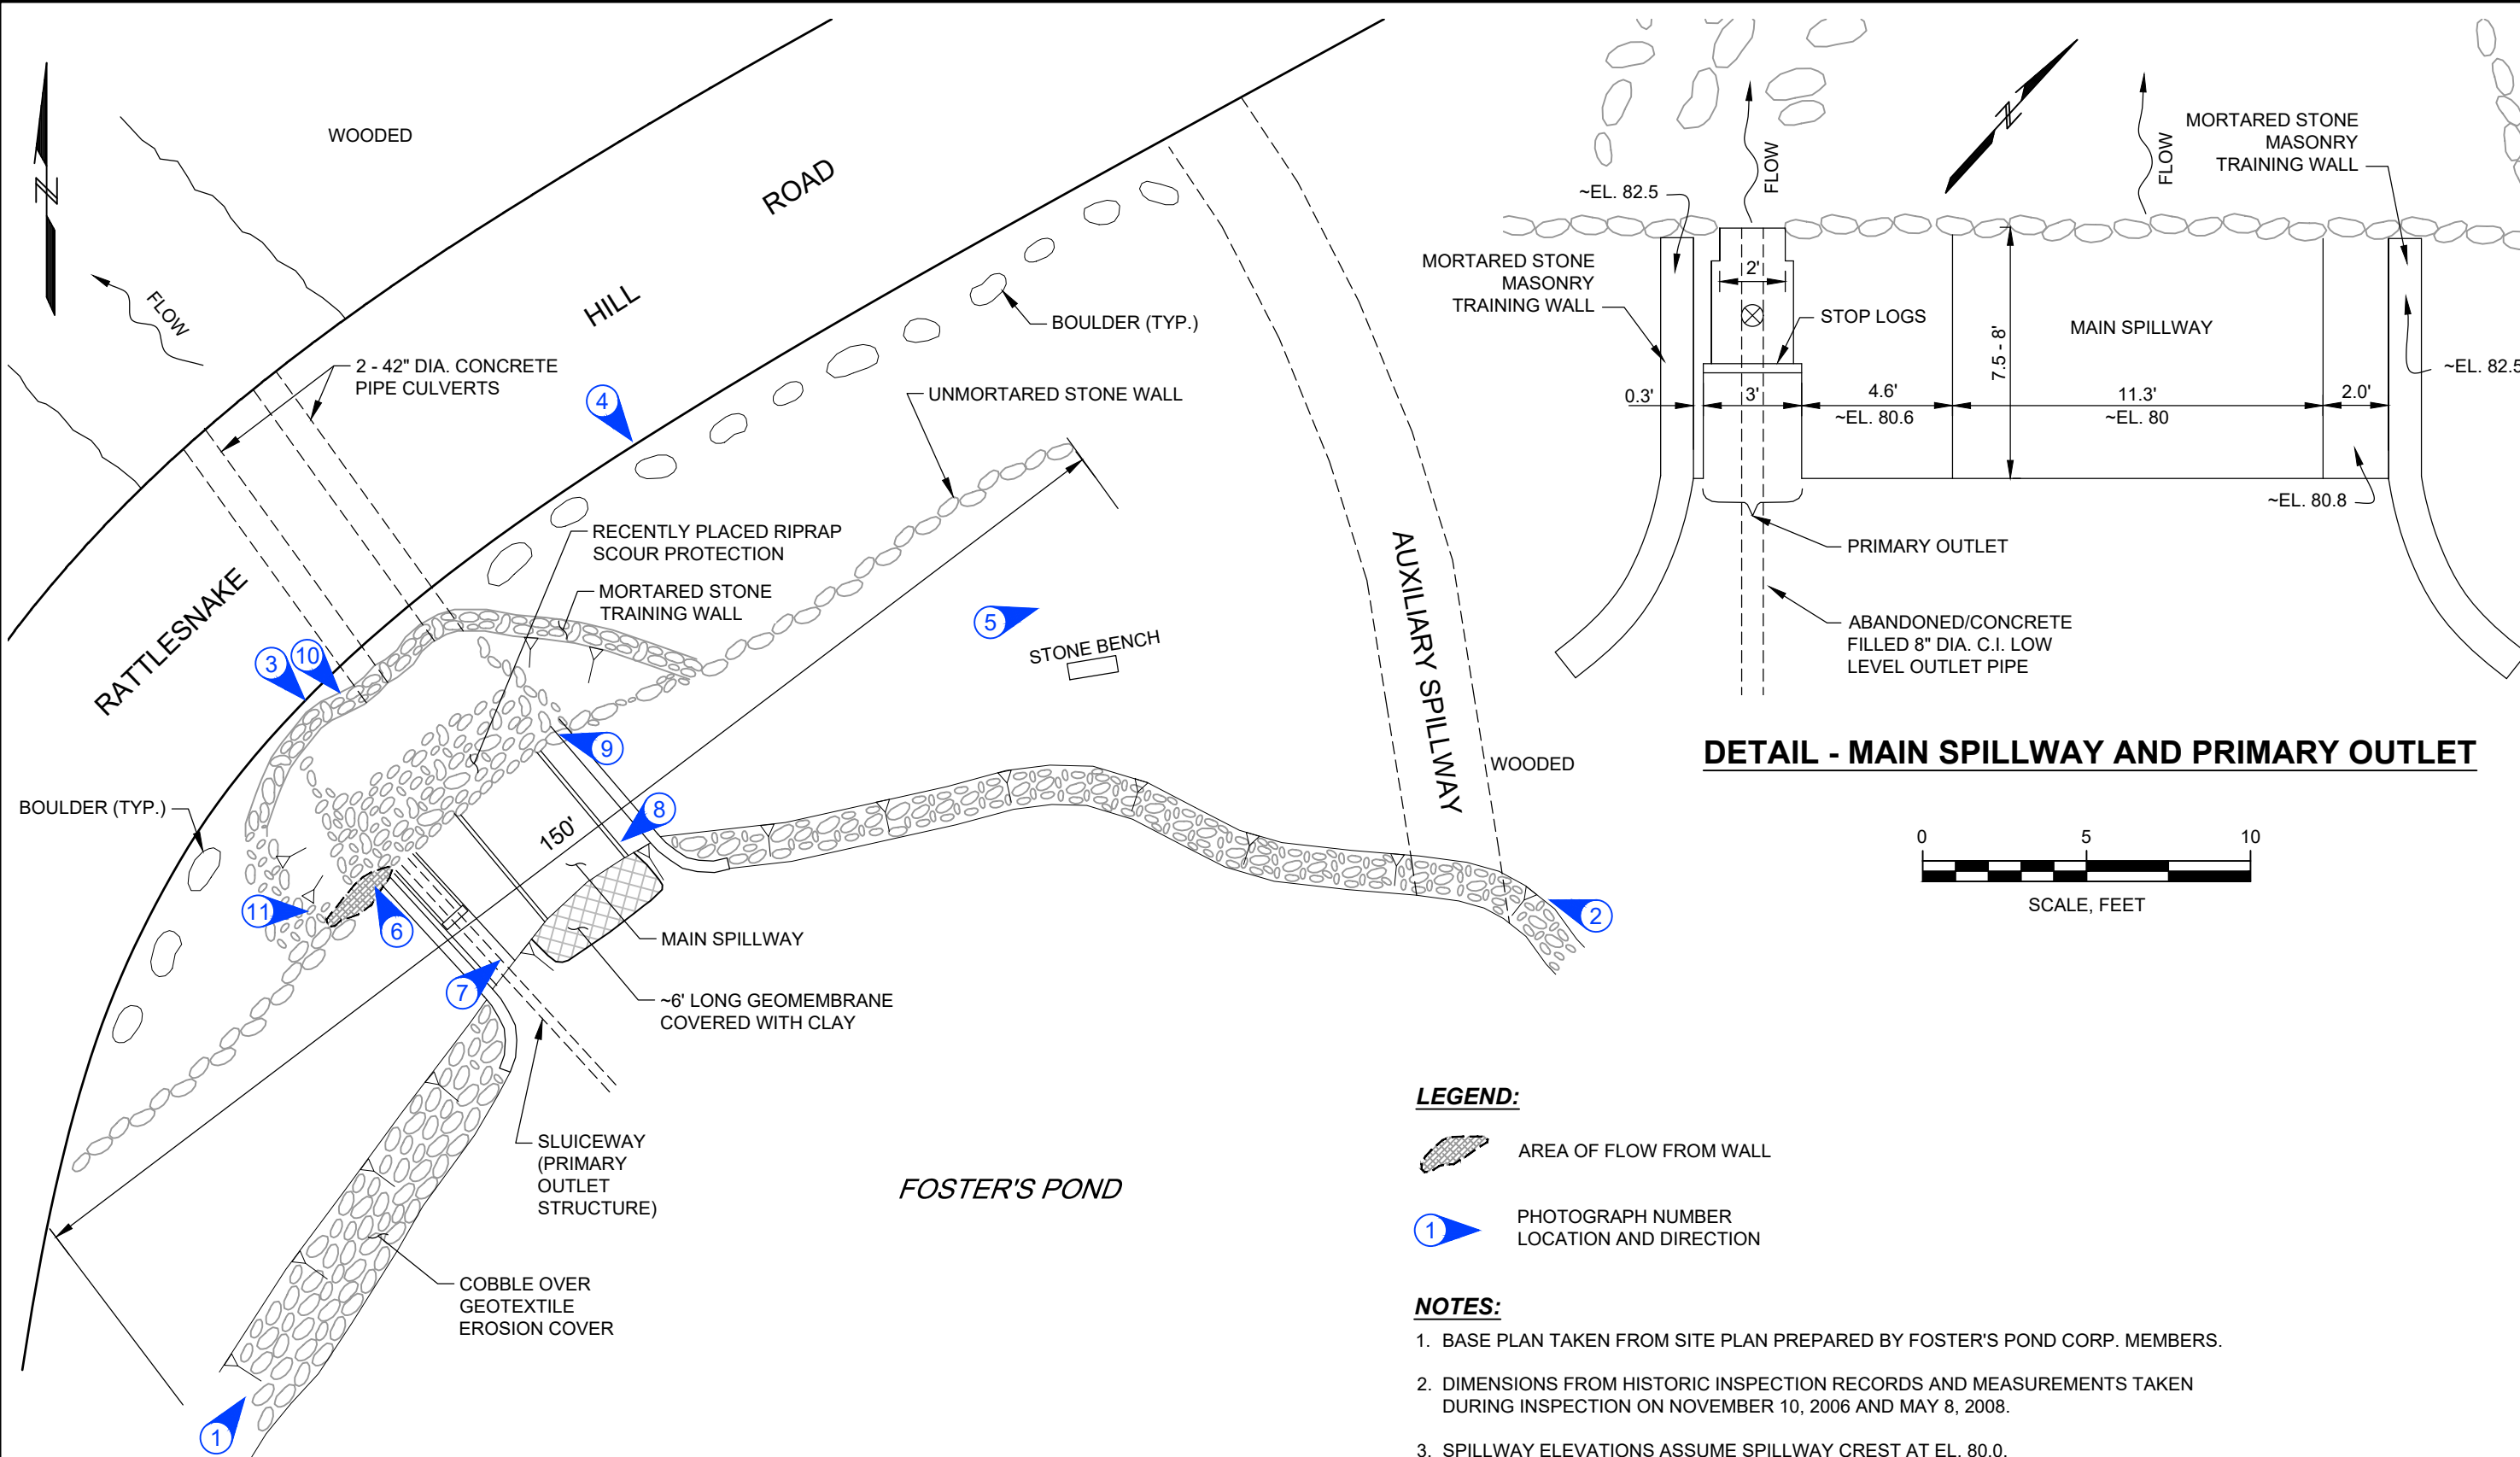 WOODED
N
FLOW
2 - 42" DIA. CONCRETE
PIPE CULVERTS
RATTLESNAKE
HILL
ROAD
4
BOULDER (TYP.)
UNMORTARED STONE WALL
RECENTLY PLACED RIPRAP
SCOUR PROTECTION
MORTARED STONE
TRAINING WALL
3
10
5
STONE BENCH
AUXILIARY SPILLWAY
WOODED
9
8
150'
BOULDER (TYP.)
11
6
7
2
MAIN SPILLWAY
~6' LONG GEOMEMBRANE
COVERED WITH CLAY
SLUICEWAY
(PRIMARY
OUTLET
STRUCTURE)
FOSTER'S POND
COBBLE OVER
GEOTEXTILE
EROSION COVER
1
N
FLOW
FLOW
MORTARED STONE
MASONRY
TRAINING WALL
~EL. 82.5
MORTARED STONE
MASONRY
TRAINING WALL
2'
STOP LOGS
MAIN SPILLWAY
7.5 - 8'
~EL. 82.5
0.3'
3'
4.6'
11.3'
2.0'
~EL. 80.6
~EL. 80
~EL. 80.8
PRIMARY OUTLET
ABANDONED/CONCRETE
FILLED 8" DIA. C.I. LOW
LEVEL OUTLET PIPE
DETAIL - MAIN SPILLWAY AND PRIMARY OUTLET
0 5 10
SCALE, FEET
LEGEND:
AREA OF FLOW FROM WALL
1
PHOTOGRAPH NUMBER
LOCATION AND DIRECTION
NOTES:
1. BASE PLAN TAKEN FROM SITE PLAN PREPARED BY FOSTER'S POND CORP. MEMBERS.
2. DIMENSIONS FROM HISTORIC INSPECTION RECORDS AND MEASUREMENTS TAKEN
DURING INSPECTION ON NOVEMBER 10, 2006 AND MAY 8, 2008.
3. SPILLWAY ELEVATIONS ASSUME SPILLWAY CREST AT EL. 80.0.